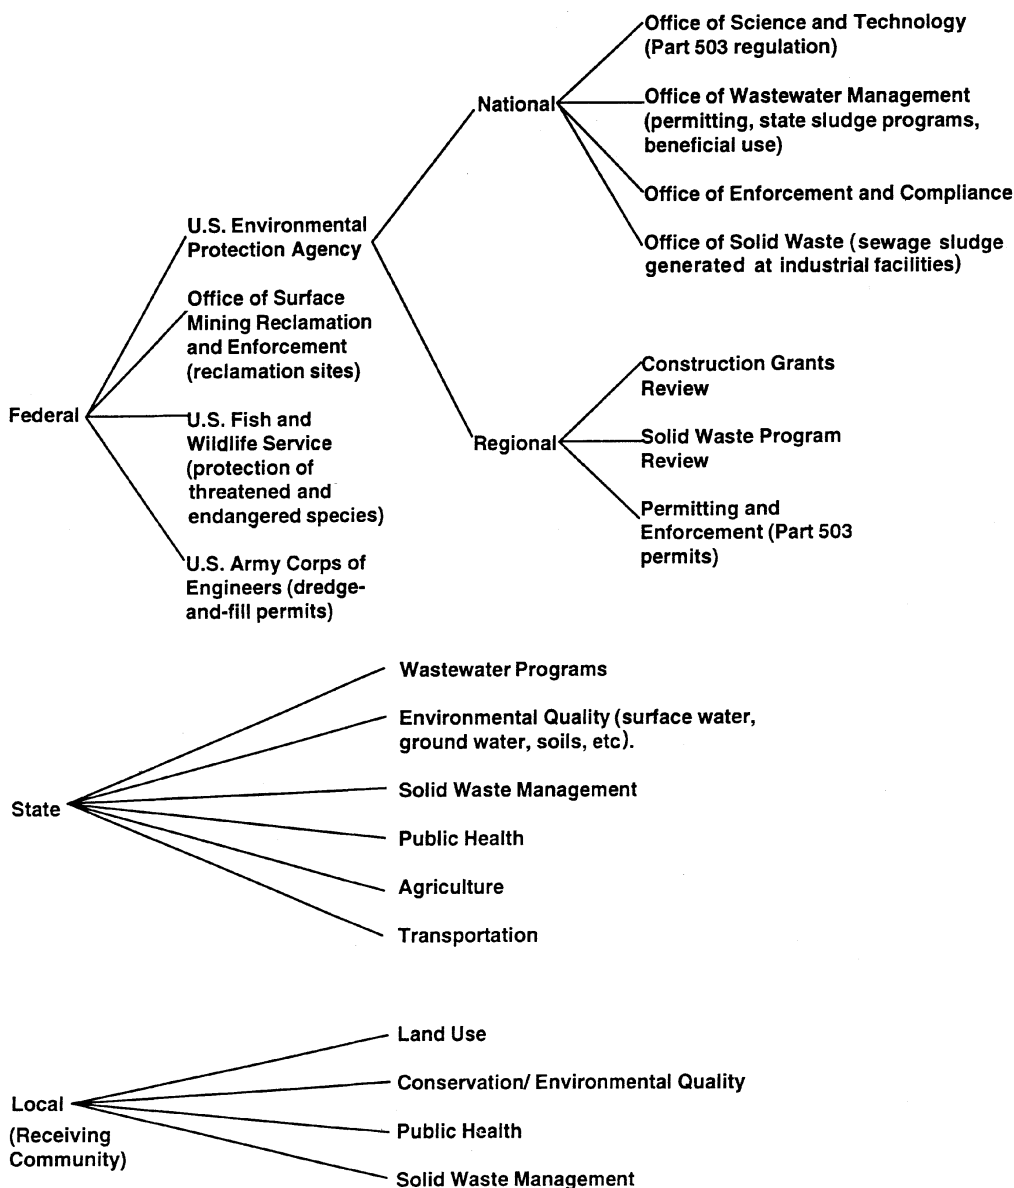 Office of Science and Technology
(Part 503 regulation)
National
Office of Wastewater Management
(permitting, state sludge programs,
beneficial use)
Office of Enforcement and Compliance
U.S. Environmental
Protection Agency
Office of Solid Waste (sewage sludge
generated at industrial facilities)
Office of Surface
Mining Reclamation
and Enforcement
(reclamation sites)
Federal
U.S. Fish and
Wildlife Service
(protection of
threatened and
endangered species)
U.S. Army Corps of
Engineers (dredge-
and-fill permits)
Regional
Construction Grants
Review
Solid Waste Program
Review
Permitting and
Enforcement (Part 503
permits)
State
Wastewater Programs
Environmental Quality (surface water,
ground water, soils, etc).
Solid Waste Management
Public Health
Agriculture
Transportation
Local
(Receiving
Community)
Land Use
Conservation/ Environmental Quality
Public Health
Solid Waste Management